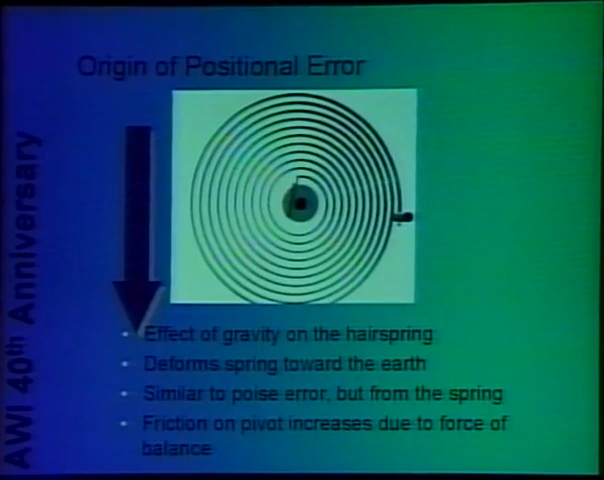 Origin of Positional Error
AWI 40th Anniversary
Effect of gravity on the hairspring
Deforms spring toward the earth
Similar to poise error, but from the spring
Friction on pivot increases due to force of
balance